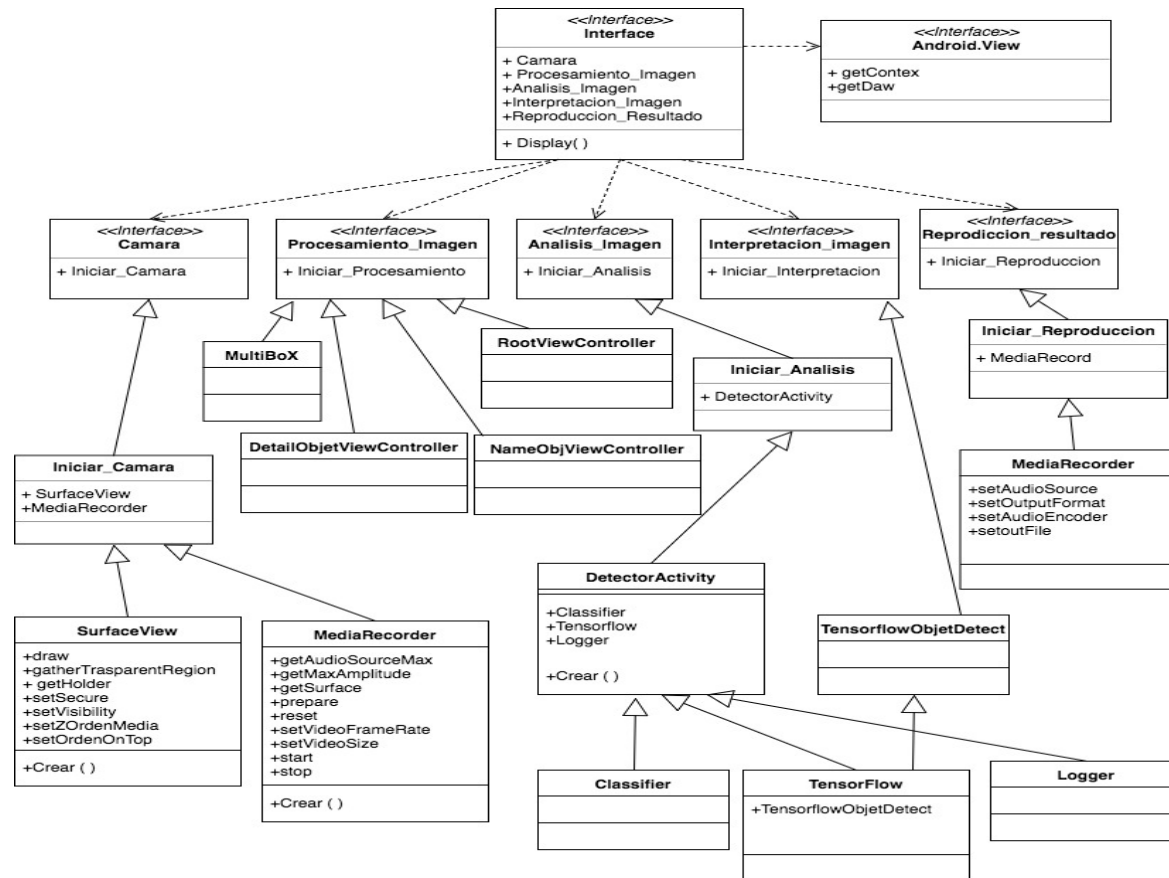 <<Interface>>
Interface
+ Camara
+ Procesamiento_Imagen
+Analisis_Imagen
+Interpretacion_Imagen
+Reproduccion_Resultado
+ Display( )
<<Interface>>
Android.View
+ getContex
+getDaw
<<Interface>>
Camara
+ Iniciar_Camara
<<Interface>>
Procesamiento_Imagen
+ Iniciar_Procesamiento
<<Interface>>
Analisis_Imagen
+ Iniciar_Analisis
<<Interface>>
Interpretacion_imagen
+ Iniciar_Interpretacion
<<Interface>>
Reprodiccion_resultado
+ Iniciar_Reproduccion
MultiBoX
RootViewController
Iniciar_Analisis
+ DetectorActivity
Iniciar_Reproduccion
+ MediaRecord
DetailObjetViewController
NameObjViewController
Iniciar_Camara
+ SurfaceView
+MediaRecorder
MediaRecorder
+setAudioSource
+setOutputFormat
+setAudioEncoder
+setoutFile
SurfaceView
+draw
+gatherTrasparentRegion
+ getHolder
+setSecure
+setVisibility
+setZOrdenMedia
+setOrdenOnTop
+Crear ( )
MediaRecorder
+getAudioSourceMax
+getMaxAmplitude
+getSurface
+prepare
+reset
+setVideoFrameRate
+setVideoSize
+start
+stop
+Crear ( )
DetectorActivity
+Classifier
+Tensorflow
+Logger
+Crear ( )
TensorflowObjetDetect
Classifier
TensorFlow
+TensorflowObjetDetect
Logger